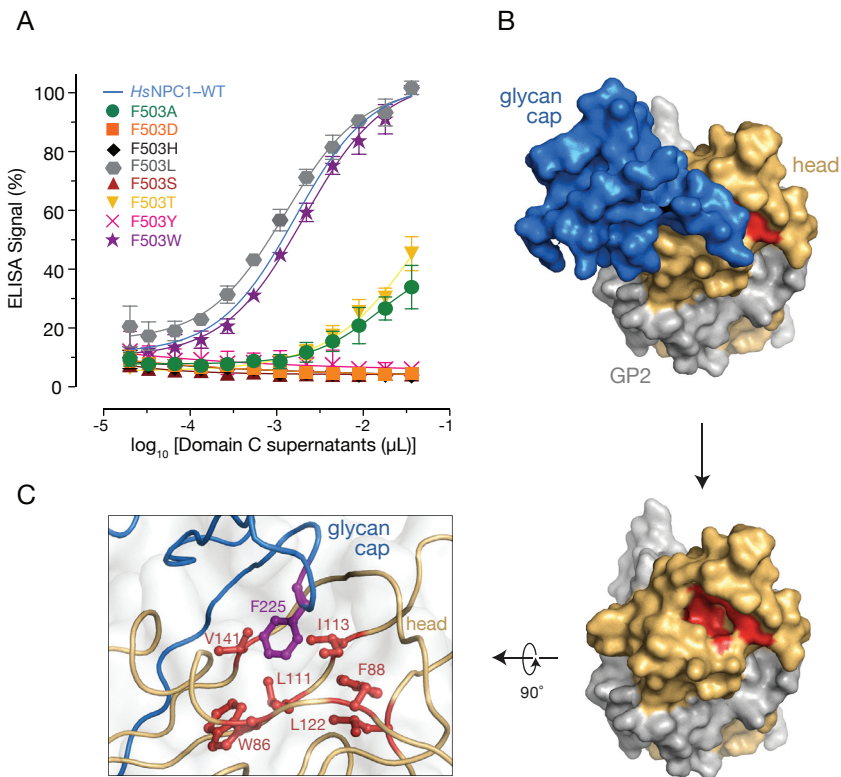 A
ELISA Signal (%)
100
80
60
40
20
0
HsNPC1–WT
F503A
F503D
F503H
F503L
F503S
F503T
F503Y
F503W
-5
-4
-3
-2
-1
log10 [Domain C supernatants (µL)]
B
glycan
cap
head
GP2
90°
C
glycan
cap
F225
head
V141
I113
L111
F88
L122
W86